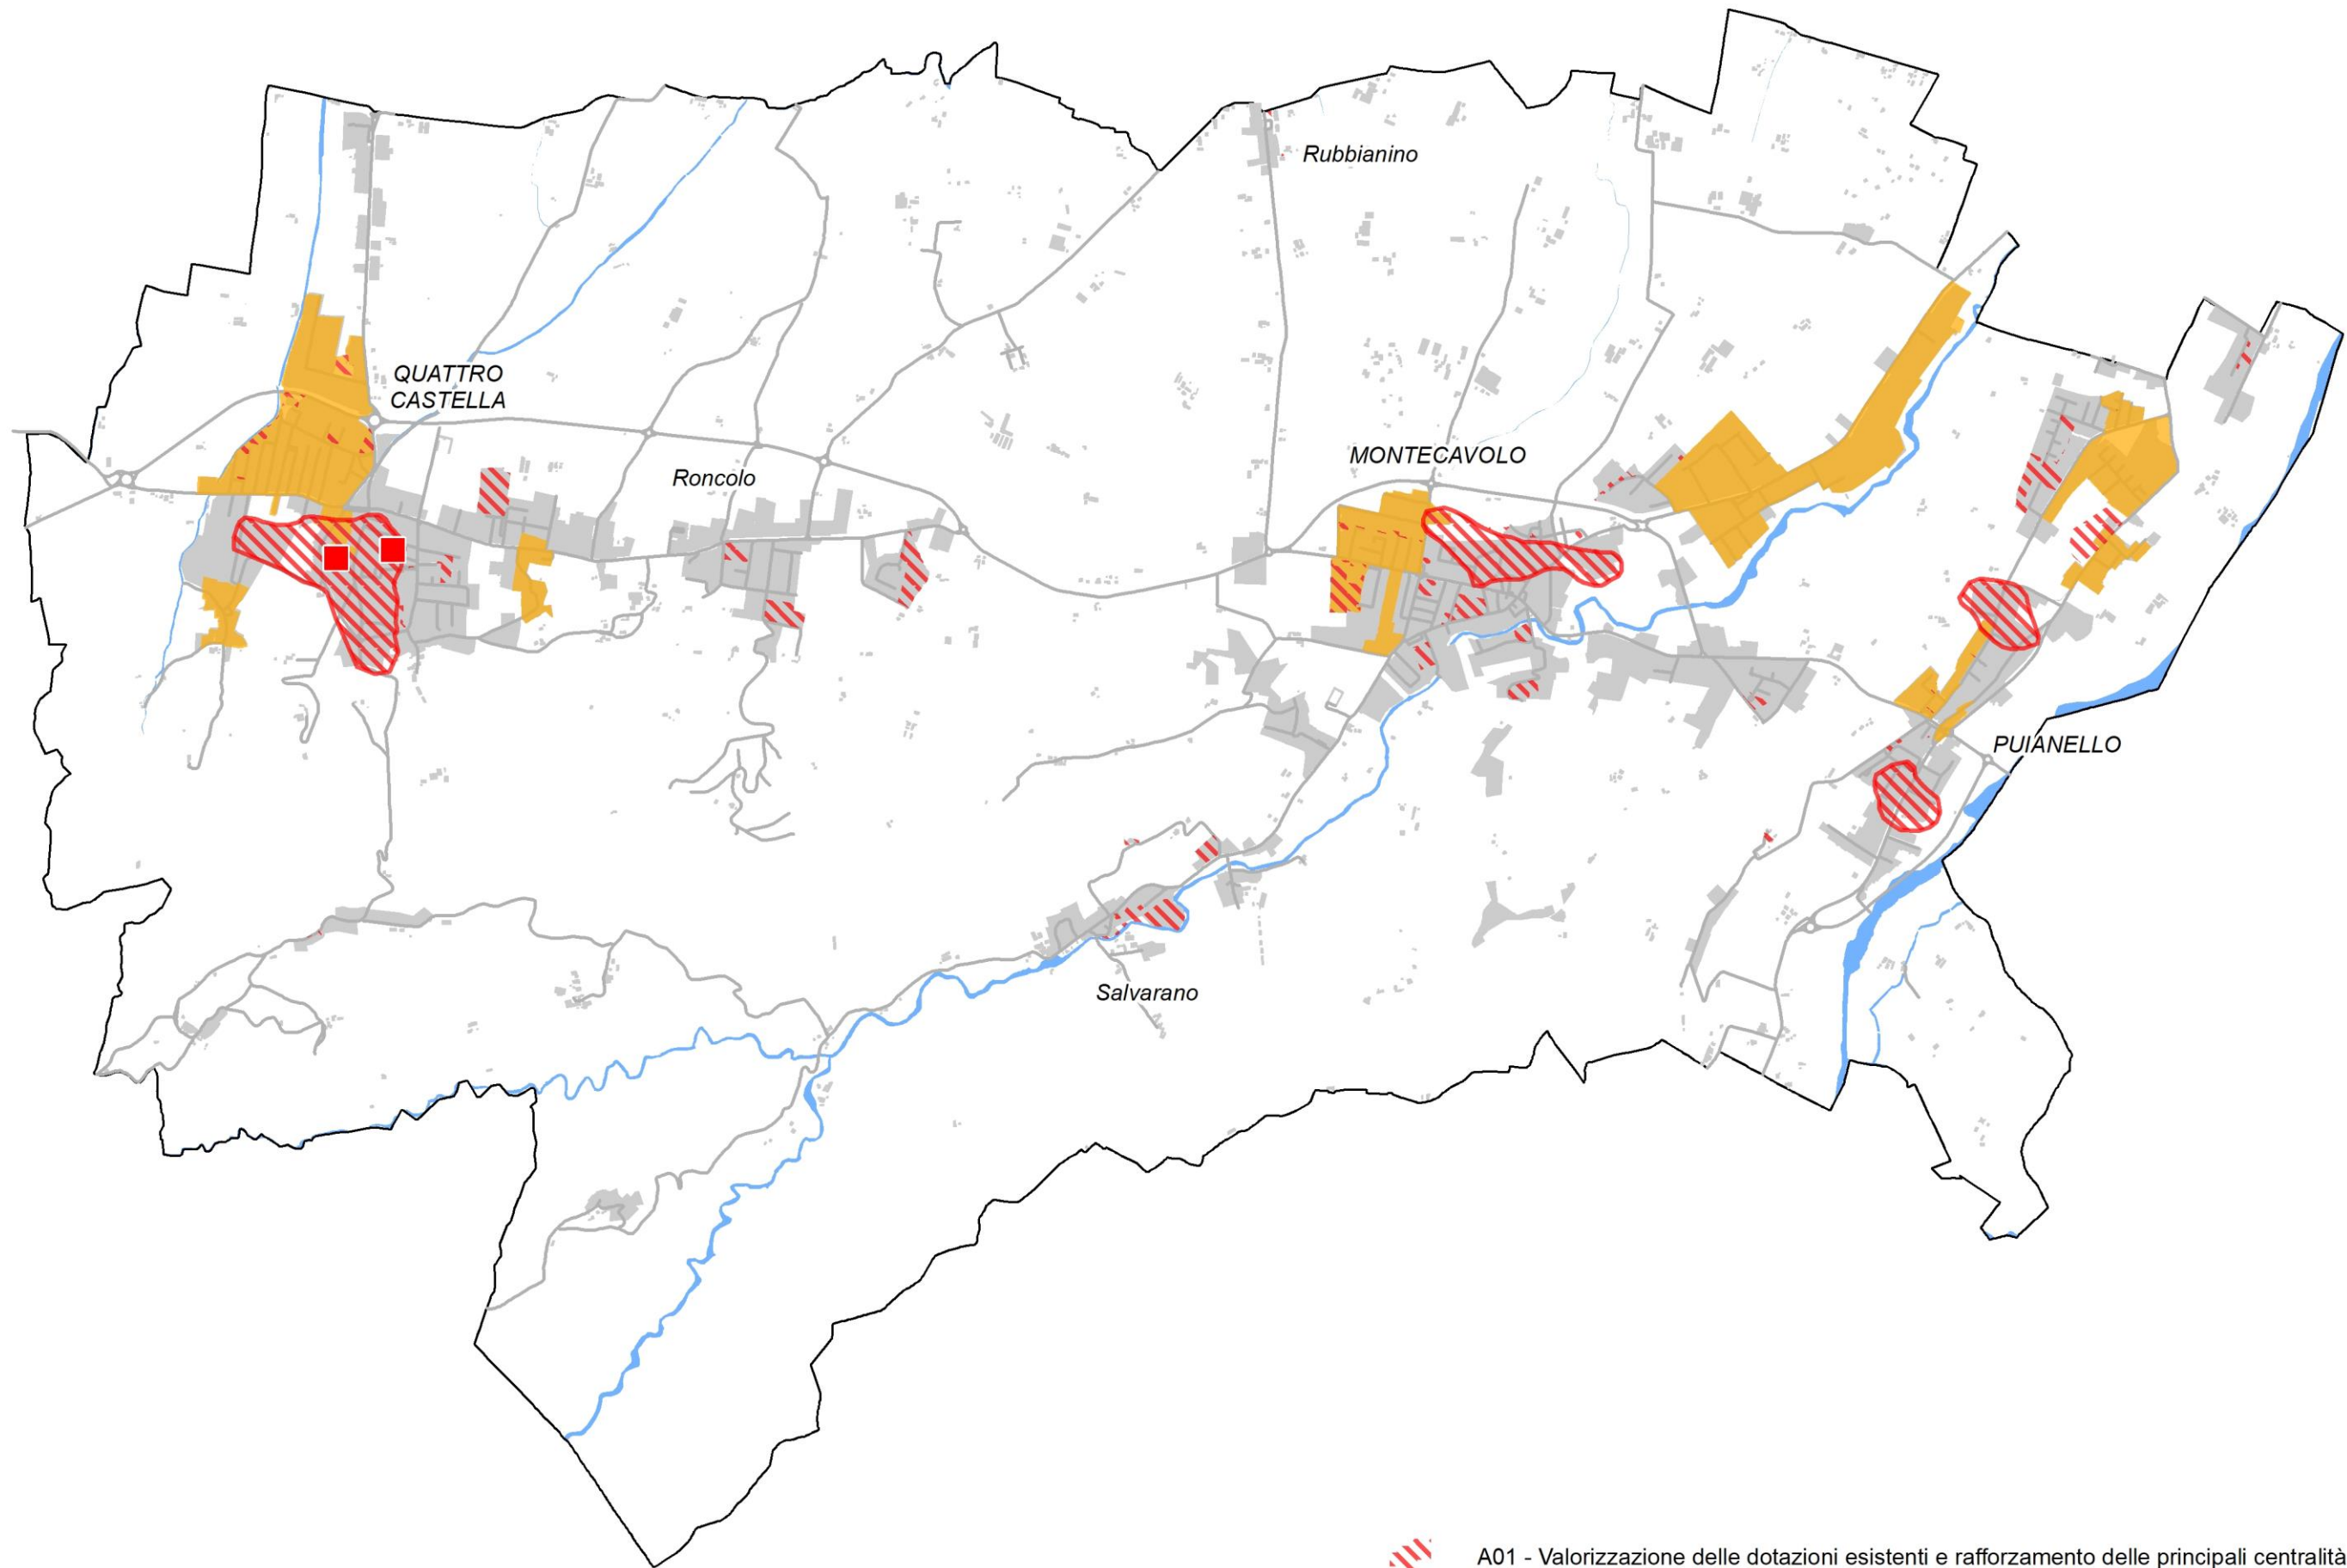 Rubbianino
QUATTRO
CASTELLA
MONTECAVOLO
Roncolo
PUIANELLO
Salvarano
A01 - Valorizzazione delle dotazioni esistenti e rafforzamento delle principali centralità